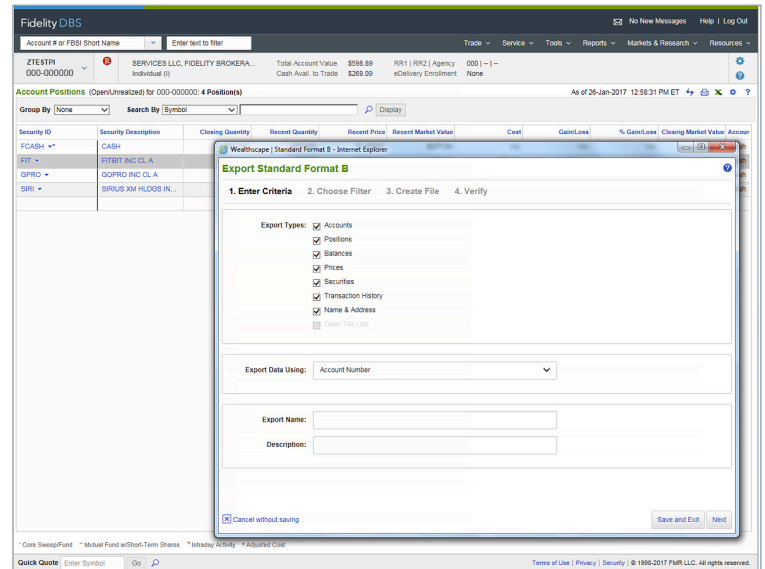 Fidelity DBS
No New Messages Help | Log Out
Account # or FBSI Short Name Enter text to filter Trade Service Tools Reports Markets & Research Resources
ZTESTPI
000-000000
R
SERVICES LLC, FIDELITY BROKERA...
Individual (I)
Total Account Value $598.89
Cash Avail. to Trade $269.09
RR1 | RR2 | Agency 000 | -- | --
eDelivery Enrollment None
Account Positions (Open/Unrealized) for 000-000000: 4 Position(s)
As of 26-Jan-2017 12:58:31 PM ET
Group By None Search By Symbol Display
Security ID Security Description Closing Quantity Recent Quantity Recent Price Recent Market Value Cost Gain/Loss % Gain/Loss Closing Market Value Accour
FCASH CASH
FIT FITBIT INC CL A
GPRO GOPRO INC CL A
SIRI SIRIUS XM HLDGS IN...
Wealthscape | Standard Format B - Internet Explorer
Export Standard Format B
1. Enter Criteria 2. Choose Filter 3. Create File 4. Verify
Export Types: Accounts
Positions
Balances
Prices
Securities
Transaction History
Name & Address
Open Tax Lots
Export Data Using: Account Number
Export Name:
Description:
Cancel without saving Save and Exit Next
* Core Sweep/Fund ** Mutual Fund w/Short-Term Shares * Intraday Activity * Adjusted Cost
Quick Quote Enter Symbol Go Terms of Use | Privacy | Security | © 1998-2017 FMR LLC. All rights reserved.